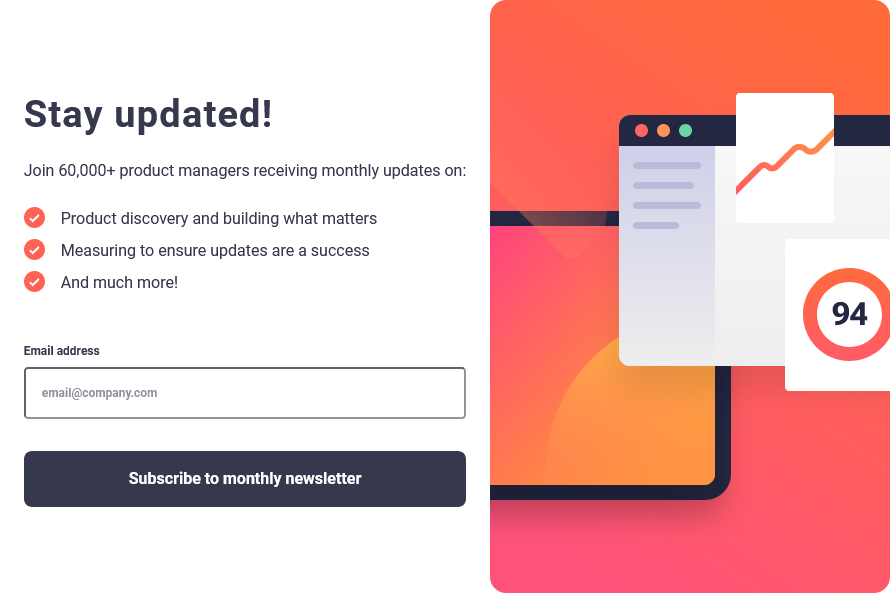 Stay updated!
Join 60,000+ product managers receiving monthly updates on:
Product discovery and building what matters
Measuring to ensure updates are a success
And much more!
Email address
email@company.com
Subscribe to monthly newsletter
94